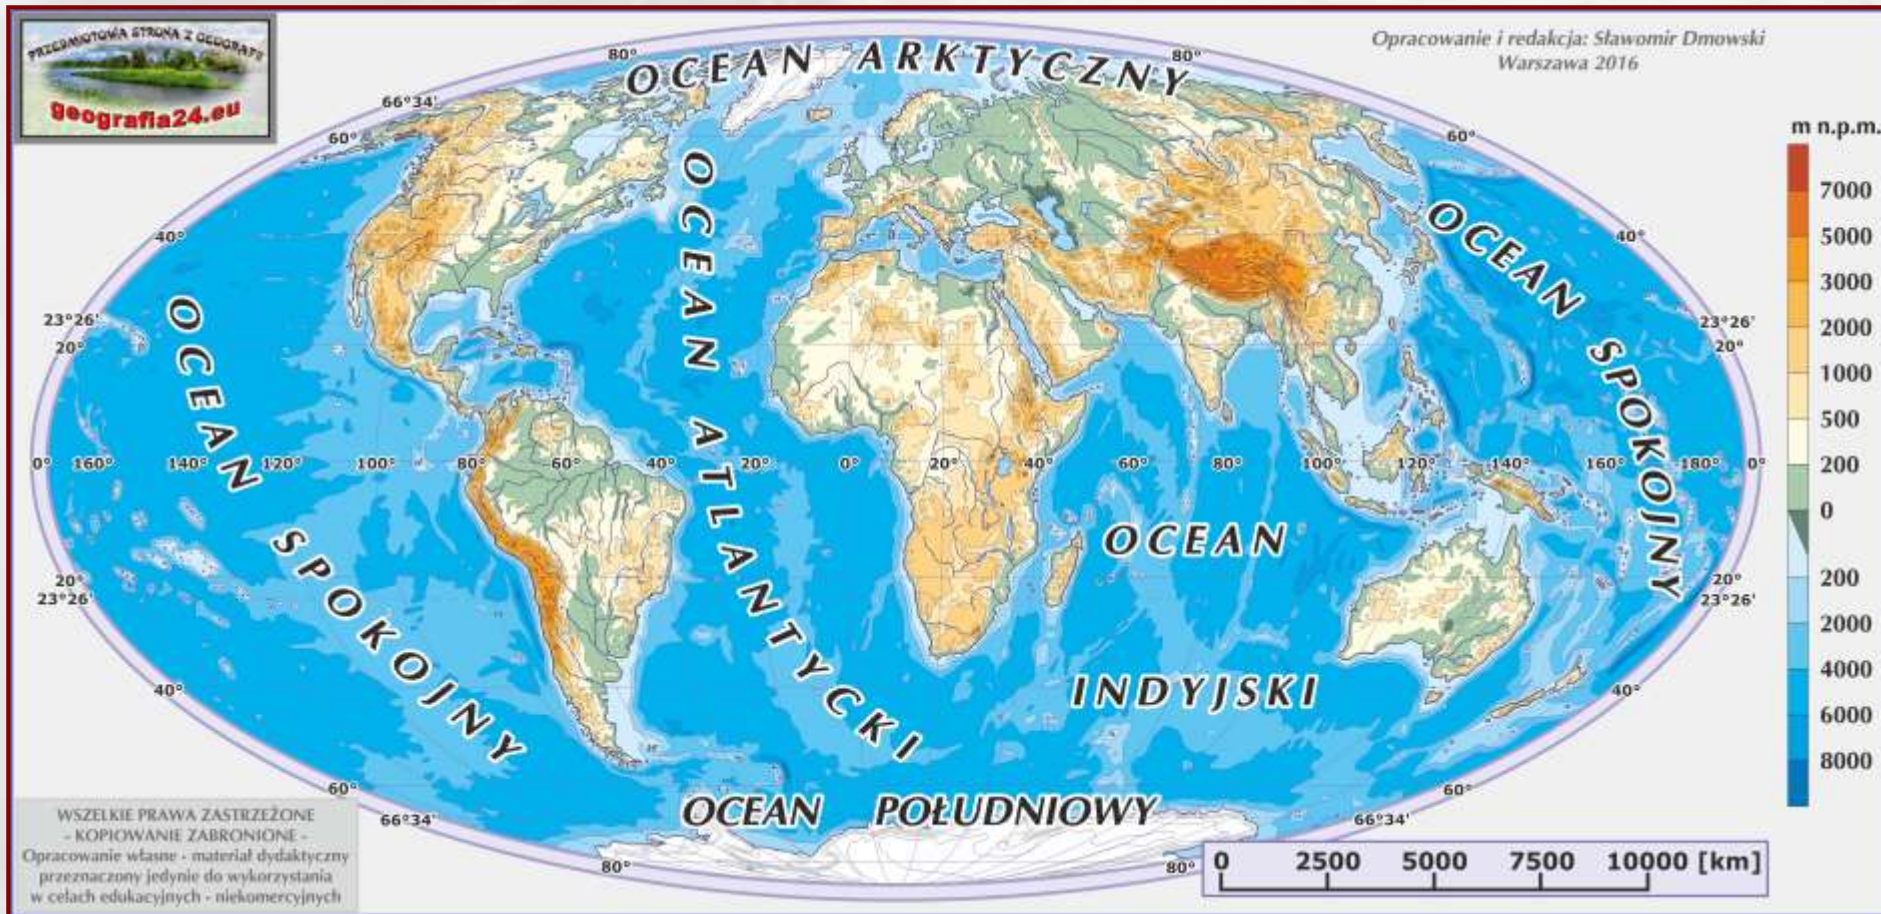 PRZEDMIOTOWA STRONA Z GEOGRAFII
geografia24.eu
Opracowanie i redakcja: Sławomir Dmowski
Warszawa 2016
OCEAN ARKTYCZNY
OCEAN ATLANTYCKI
OCEAN SPOKOJNY
OCEAN SPOKOJNY
OCEAN
INDYJSKI
OCEAN POŁUDNIOWY
80° 80°
66°34'
60° 60°
40° 40°
23°26' 23°26'
20° 20°
0° 160° 140° 120° 100° 80° 60° 40° 20° 0° 20° 40° 60° 80° 100° 120° 140° 160° 180° 0°
20° 20°
23°26' 23°26'
40° 40°
60° 60°
66°34' 66°34'
80° 80°
m n.p.m.
7000
5000
3000
2000
1000
500
200
0
200
2000
4000
6000
8000
WSZELKIE PRAWA ZASTRZEŻONE
- KOPIOWANIE ZABRONIONE -
Opracowanie własne - materiał dydaktyczny
przeznaczony jedynie do wykorzystania
w celach edukacyjnych - niekomercyjnych
0 2500 5000 7500 10000 [km]